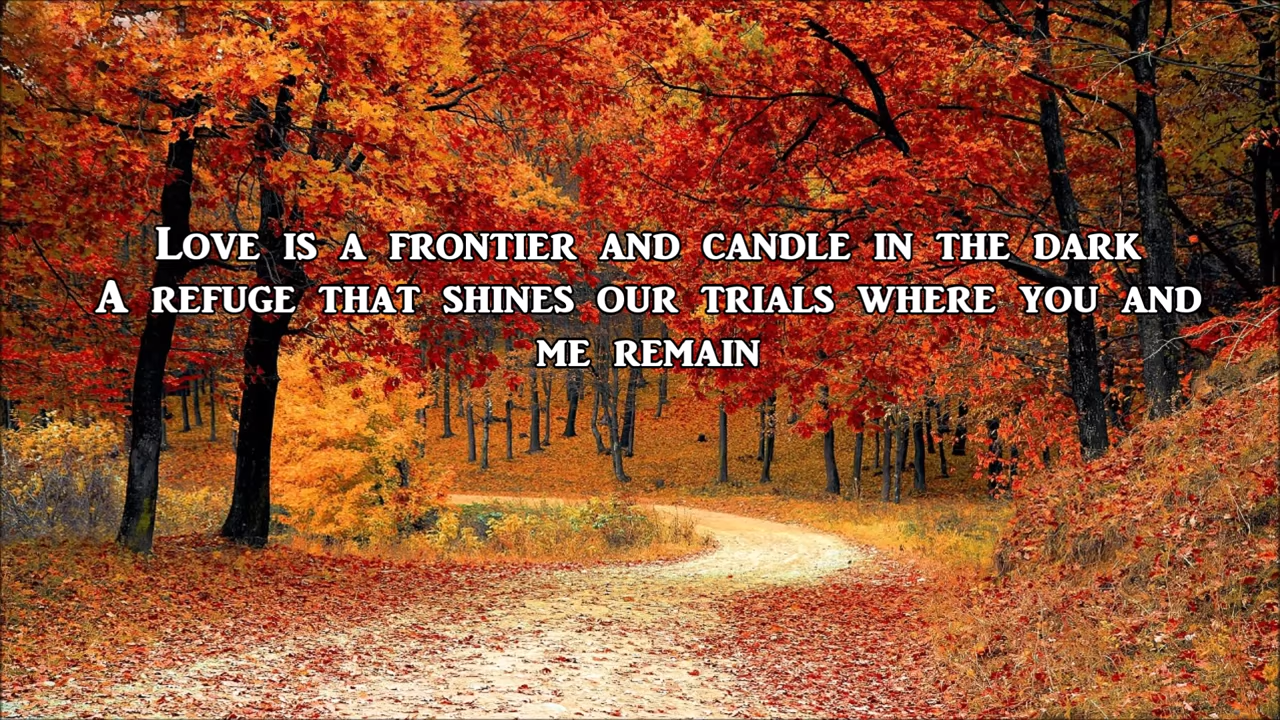 Love is a frontier and candle in the dark
A refuge that shines our trials where you and
me remain